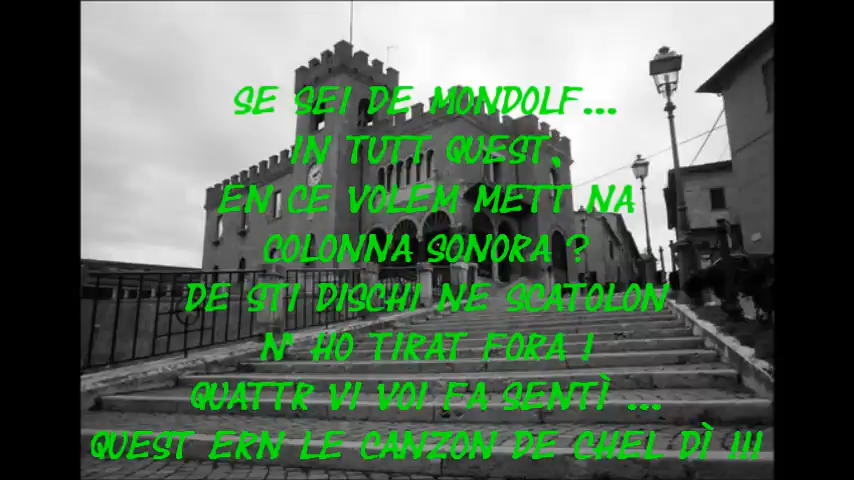 SE SEI DE MONDOLF...
IN TUTT QUEST,
EN CE VOLEM METT NA
COLONNA SONORA ?
DE STI DISCHI NE SCATOLON
N' HO TIRAT FORA !
QUATTR VI VOI FA SENTÌ ...
QUEST ERN LE CANZON DE CHEL DÌ !!!